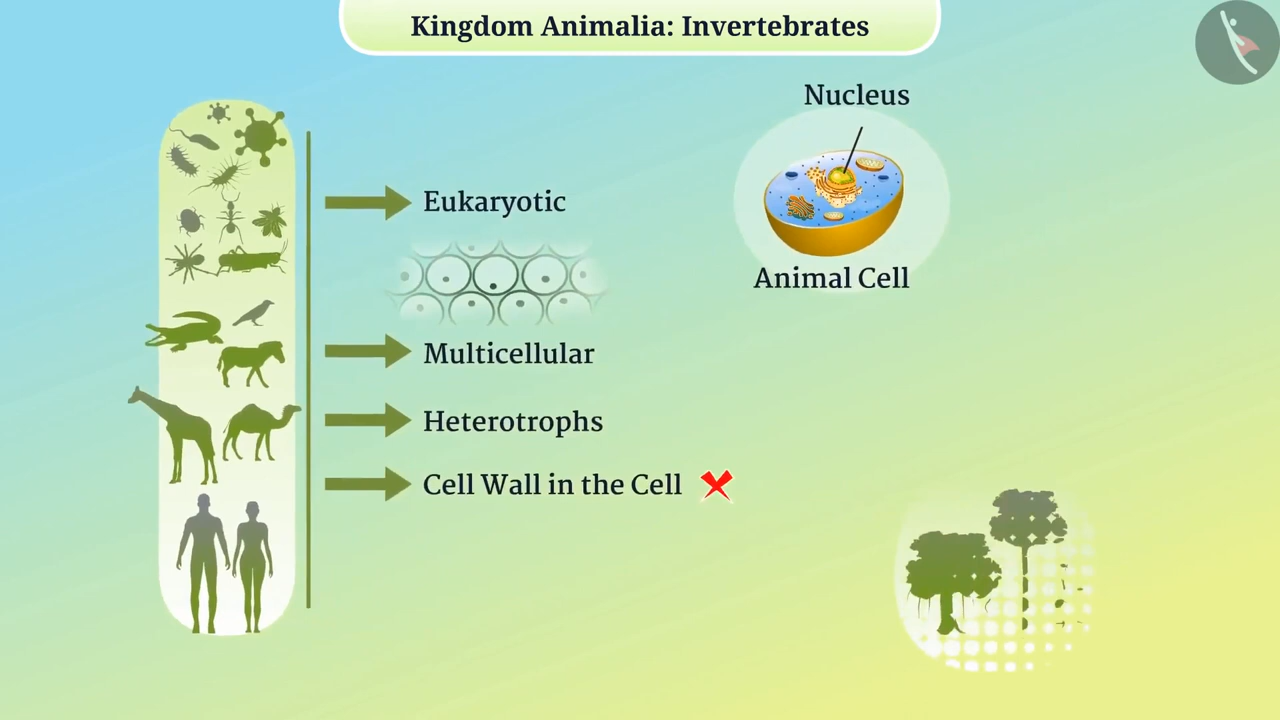 Kingdom Animalia: Invertebrates
Nucleus
Eukaryotic
Animal Cell
Multicellular
Heterotrophs
Cell Wall in the Cell